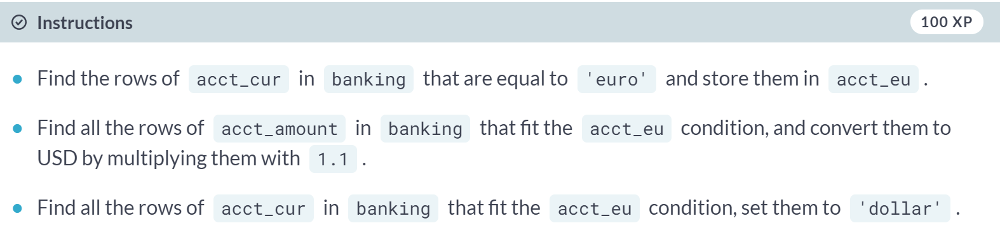 Instructions
100 XP
Find the rows of acct_cur in banking that are equal to 'euro' and store them in acct_eu .
Find all the rows of acct_amount in banking that fit the acct_eu condition, and convert them to
USD by multiplying them with 1.1 .
Find all the rows of acct_cur in banking that fit the acct_eu condition, set them to 'dollar' .